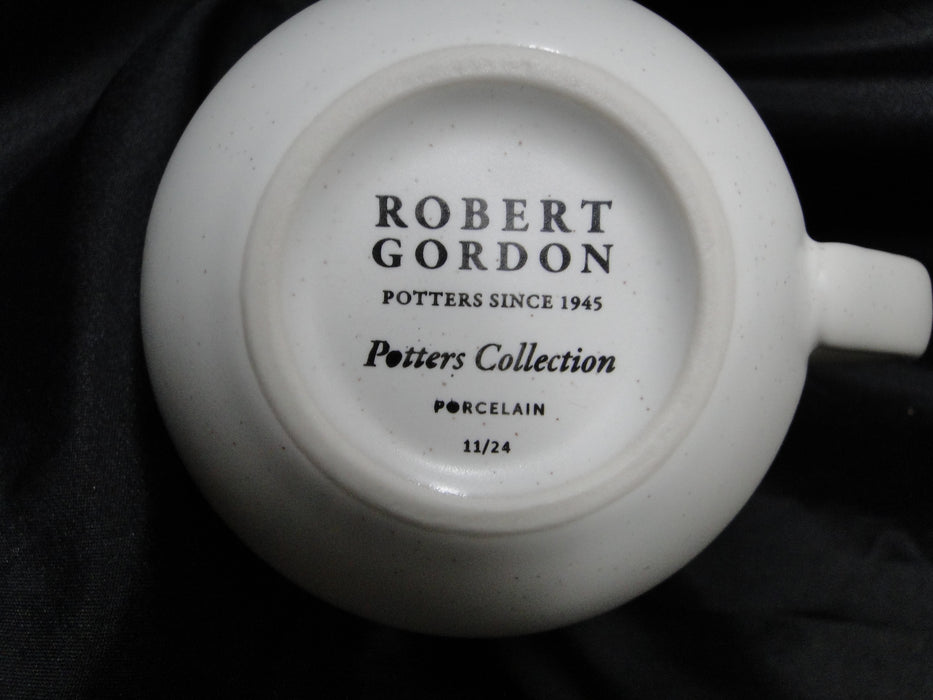 ROBERT
GORDON
POTTERS SINCE 1945
Potters Collection
PORCELAIN
11/24